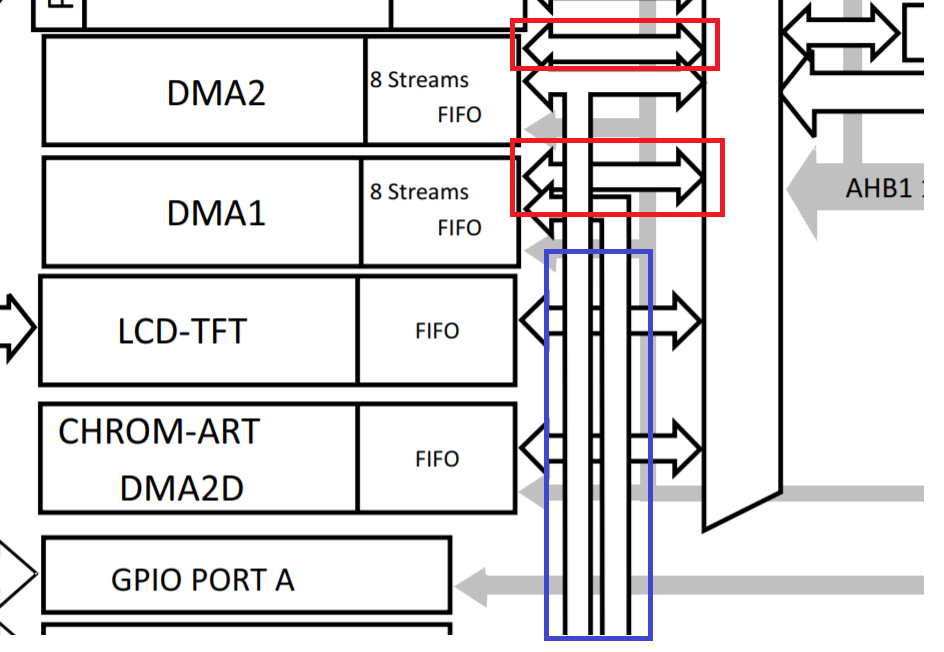 DMA2
8 Streams
FIFO
DMA1
8 Streams
FIFO
AHB1
LCD-TFT
FIFO
CHROM-ART
DMA2D
FIFO
GPIO PORT A